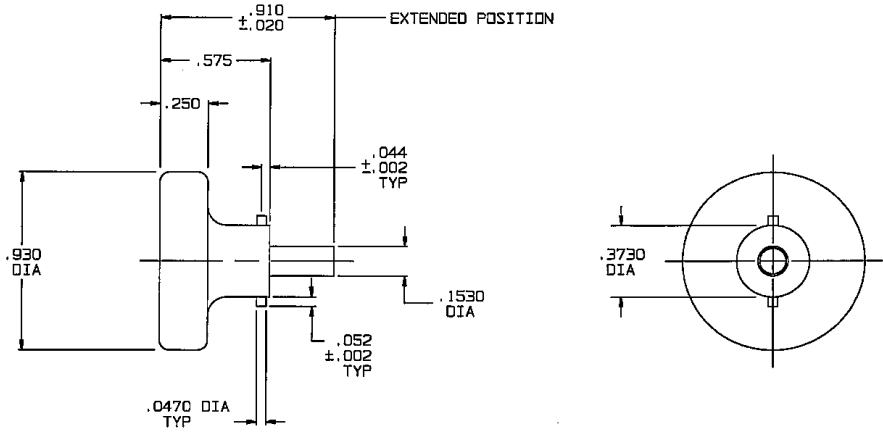 .910
±.020
EXTENDED POSITION
.575
.250
.044
±.002
TYP
.930
DIA
.3730
DIA
.1530
DIA
.052
±.002
TYP
.0470 DIA
TYP